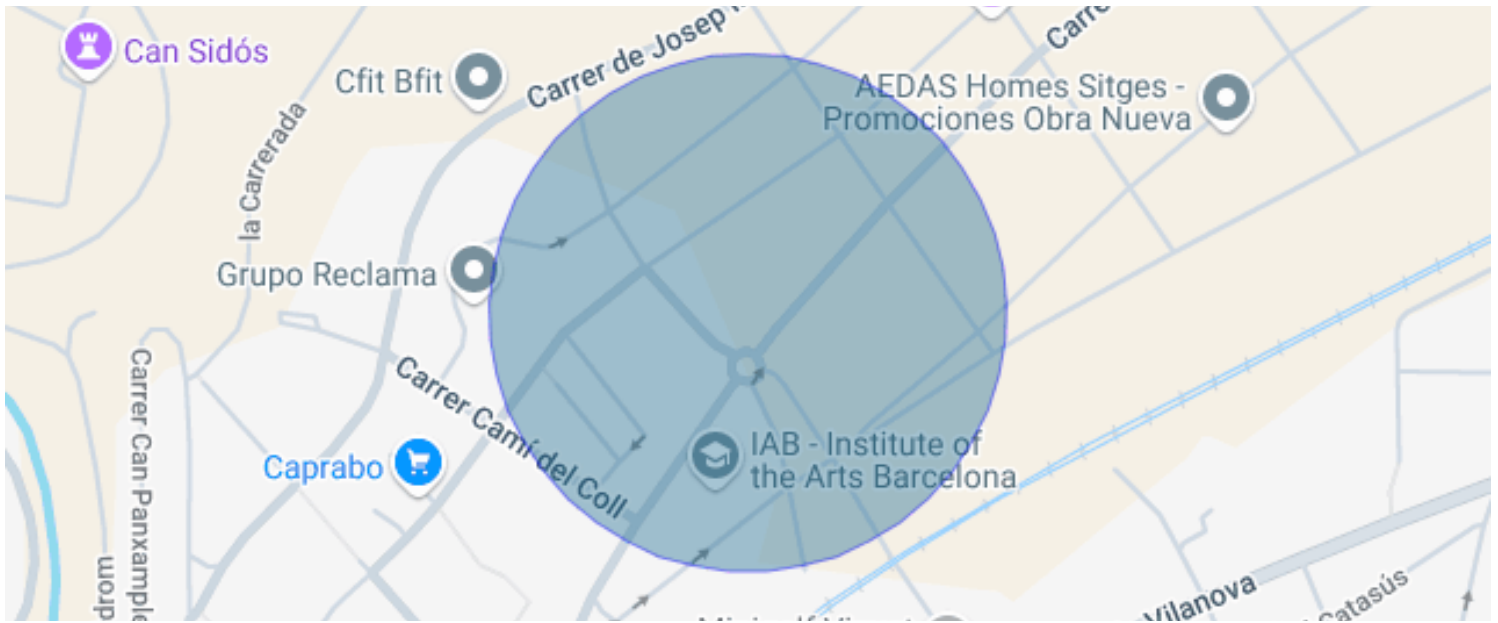 Can Sidós
Cfit Bfit
Carrer de Josep
AEDAS Homes Sitges -
Promociones Obra Nueva
la Carrerada
Grupo Reclama
Carrer Camí del Coll
Caprabo
IAB - Institute of
the Arts Barcelona
Carrer Can Panxample
Vilanova
Catasús